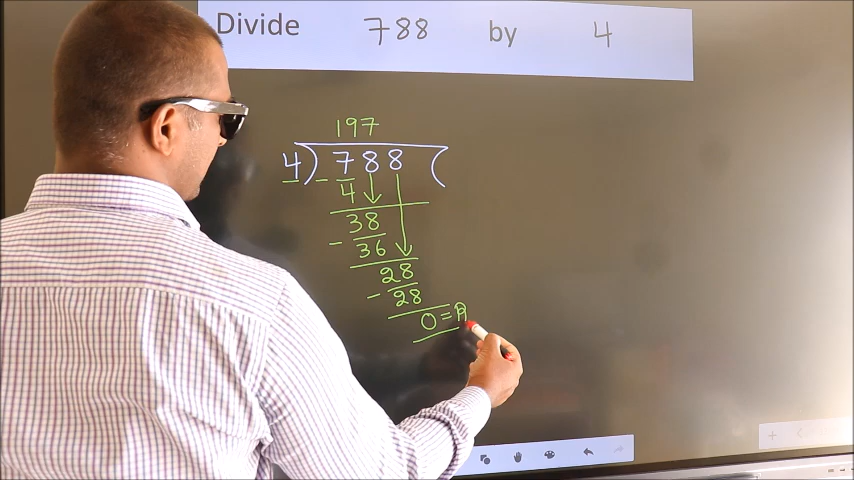 Divide 788 by 4
197
4) 788 (
4
38
- 36
28
- 28
0 = R